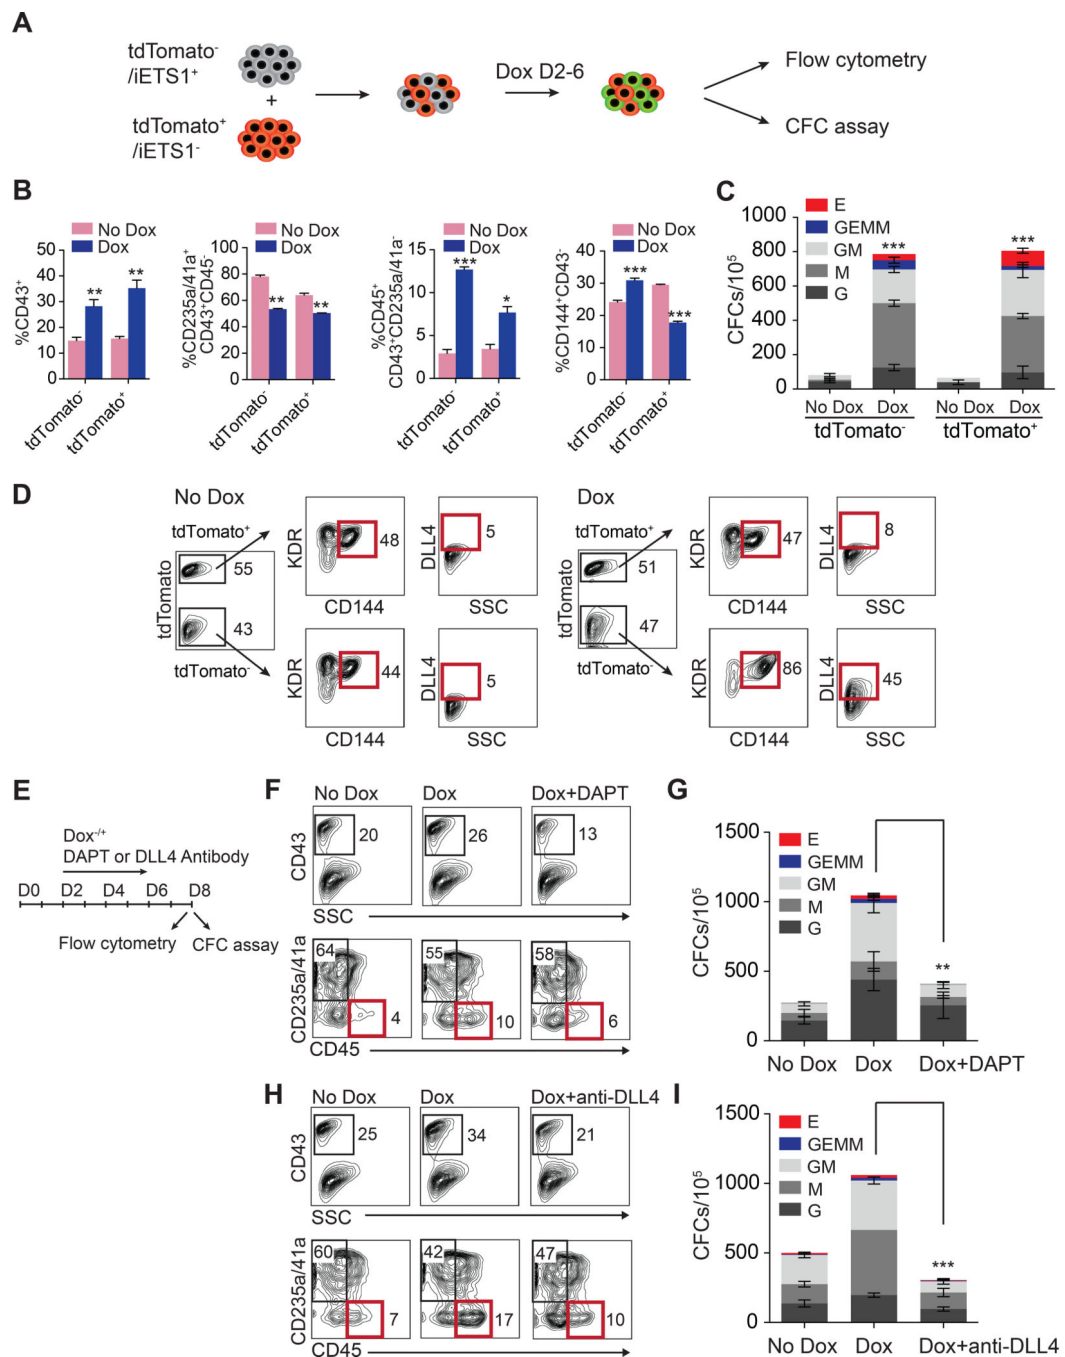 A
tdTomato-
/iETS1+
+
tdTomato+
/iETS1-
Dox D2-6
Flow cytometry
CFC assay
B
No Dox
Dox
%CD43+
50
40
30
20
10
0
** **
tdTomato- tdTomato+
No Dox
Dox
%CD235a/41a+
CD43+CD45-
100
80
60
40
20
0
** **
tdTomato- tdTomato+
No Dox
Dox
%CD45+
CD43+CD235a/41a-
15
10
5
0
*** *
tdTomato- tdTomato+
No Dox
Dox
%CD144+CD43-
40
30
20
10
0
*** ***
tdTomato- tdTomato+
C
E
GEMM
GM
M
G
CFCs/10⁵
1000
800
600
400
200
0
*** ***
No Dox Dox No Dox Dox
tdTomato- tdTomato+
D
No Dox
tdTomato+
tdTomato
55
43
tdTomato-
KDR
48
CD144
DLL4
5
SSC
KDR
44
CD144
DLL4
5
SSC
Dox
tdTomato+
tdTomato
51
47
tdTomato-
KDR
47
CD144
DLL4
8
SSC
KDR
86
CD144
DLL4
45
SSC
E
Dox-/+
DAPT or DLL4 Antibody
D0 D2 D4 D6 D8
Flow cytometry CFC assay
F
No Dox Dox Dox+DAPT
CD43
20 26 13
SSC
CD235a/41a
64 55 58
4 10 6
CD45
G
E
GEMM
GM
M
G
CFCs/10⁵
1500
1000
500
0
**
No Dox Dox Dox+DAPT
H
No Dox Dox Dox+anti-DLL4
CD43
25 34 21
SSC
CD235a/41a
60 42 47
7 17 10
CD45
I
E
GEMM
GM
M
G
CFCs/10⁵
1500
1000
500
0
***
No Dox Dox Dox+anti-DLL4